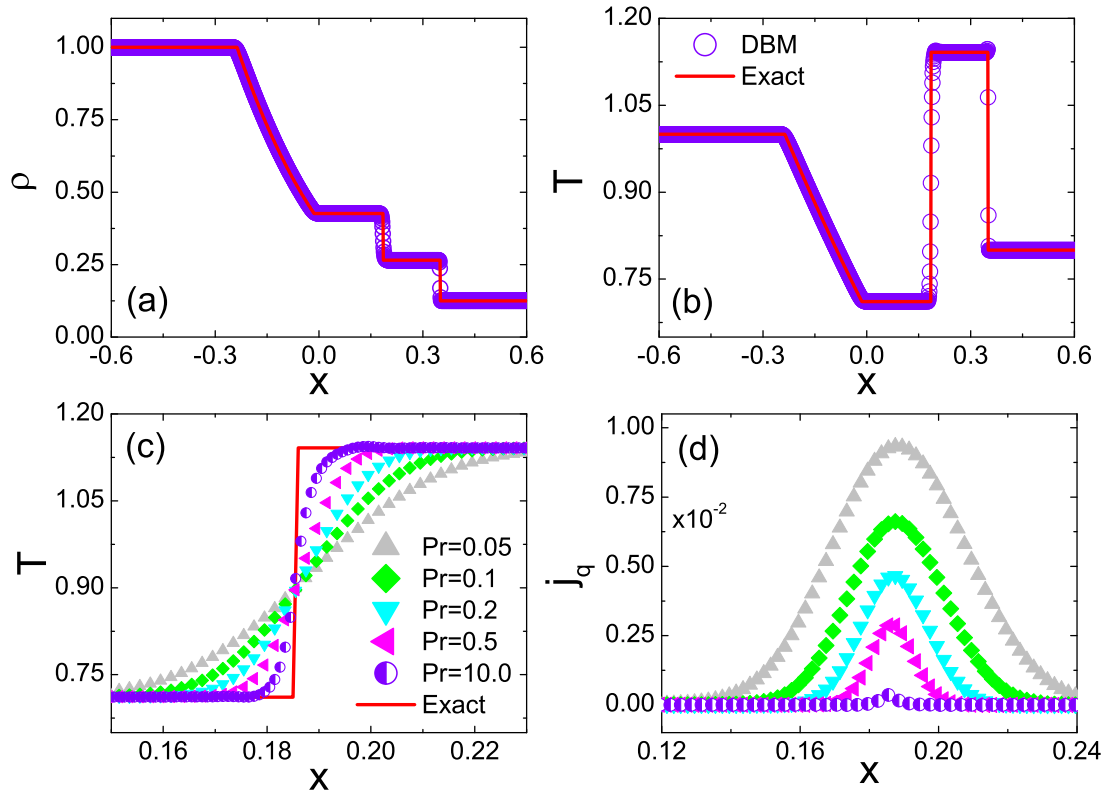 1.00
0.75
0.50
0.25
0.00
ρ
(a)
-0.6 -0.3 0.0 0.3 0.6
x
1.20
1.05
0.90
0.75
T
DBM
Exact
(b)
-0.6 -0.3 0.0 0.3 0.6
x
1.20
1.05
0.90
0.75
T
(c)
Pr=0.05
Pr=0.1
Pr=0.2
Pr=0.5
Pr=10.0
Exact
0.16 0.18 0.20 0.22
x
1.00
0.75
0.50
0.25
0.00
j_q
(d)
x10^-2
0.12 0.16 0.20 0.24
x